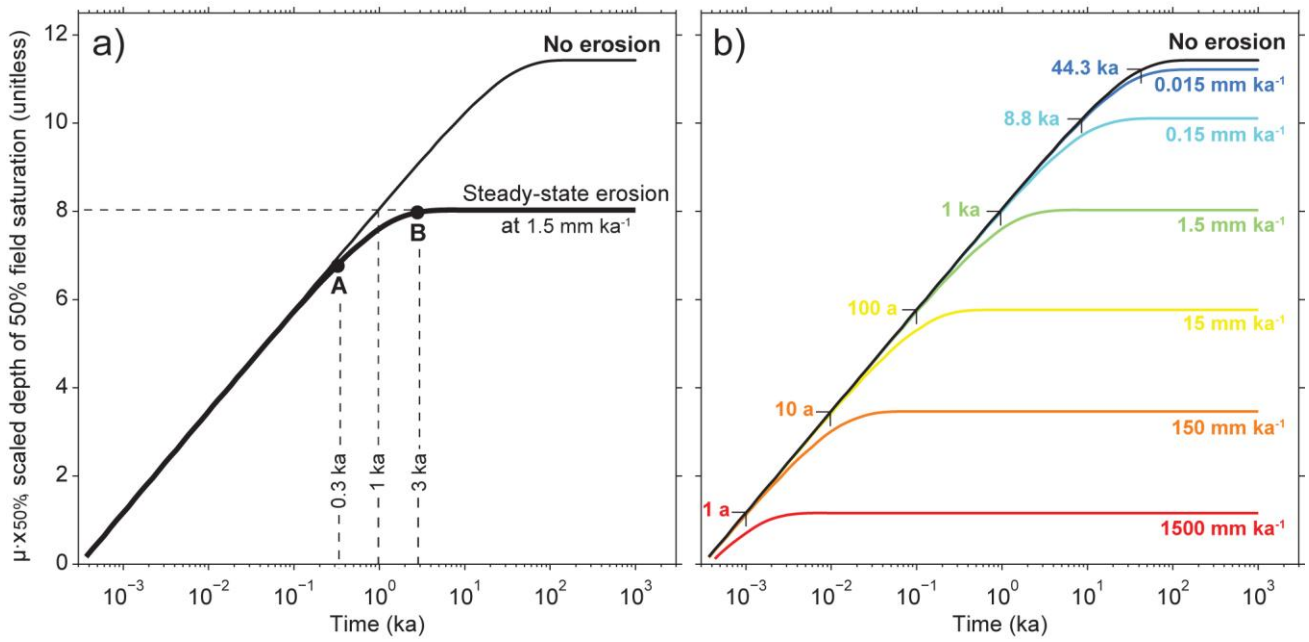 a)
μ·x50% scaled depth of 50% field saturation (unitless)
12
10
8
6
4
2
0
No erosion
Steady-state erosion
at 1.5 mm ka⁻¹
A
B
0.3 ka
1 ka
3 ka
10⁻³
10⁻²
10⁻¹
10⁰
10¹
10²
10³
Time (ka)
b)
No erosion
44.3 ka
0.015 mm ka⁻¹
8.8 ka
0.15 mm ka⁻¹
1 ka
1.5 mm ka⁻¹
100 a
15 mm ka⁻¹
10 a
150 mm ka⁻¹
1 a
1500 mm ka⁻¹
10⁻³
10⁻²
10⁻¹
10⁰
10¹
10²
10³
Time (ka)